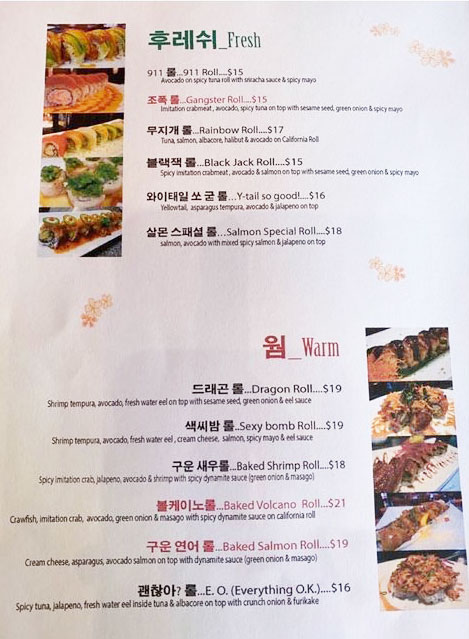 후레쉬_Fresh
911 롤...911 Roll....$15
Avocado on spicy tuna roll with sriracha sauce & spicy mayo
조폭 롤...Gangster Roll....$15
Imitation crabmeat , avocado, spicy tuna on top with sesame seed, green onion & spicy mayo
무지개 롤...Rainbow Roll....$17
Tuna, salmon, albacore, halibut & avocado on California Roll
블랙잭 롤...Black Jack Roll....$15
Spicy imitation crabmeat , avocado & salmon on top with sesame seed, green onion & spicy mayo
와이태일 쏘 굳 롤...Y-tail so good!....$16
Yellowtail, asparagus tempura, avocado & jalapeno on top
살몬 스패셜 롤...Salmon Special Roll....$18
salmon, avocado with mixed spicy salmon & jalapeno on top
웜_Warm
드래곤 롤...Dragon Roll....$19
Shrimp tempura, avocado, fresh water eel on top with sesame seed, green onion & eel sauce
색씨밤 롤..Sexy bomb Roll....$19
Shrimp tempura, avocado, fresh water eel , cream cheese, salmon, spicy mayo & eel sauce
구운 새우롤...Baked Shrimp Roll....$18
Spicy imitation crab, jalapeno, avocado & shrimp with spicy dynamite sauce (green onion & masago)
볼케이노롤...Baked Volcano Roll....$21
Crawfish, imitation crab, avocado, green onion & masago with spicy dynamite sauce on california roll
구운 연어 롤...Baked Salmon Roll....$19
Cream cheese, asparagus, avocado salmon on top with dynamite sauce (green onion & masago)
괜찮아? 롤...E. O. (Everything O.K.)....$16
Spicy tuna, jalapeno, fresh water eel inside tuna & albacore on top with crunch onion & furikake